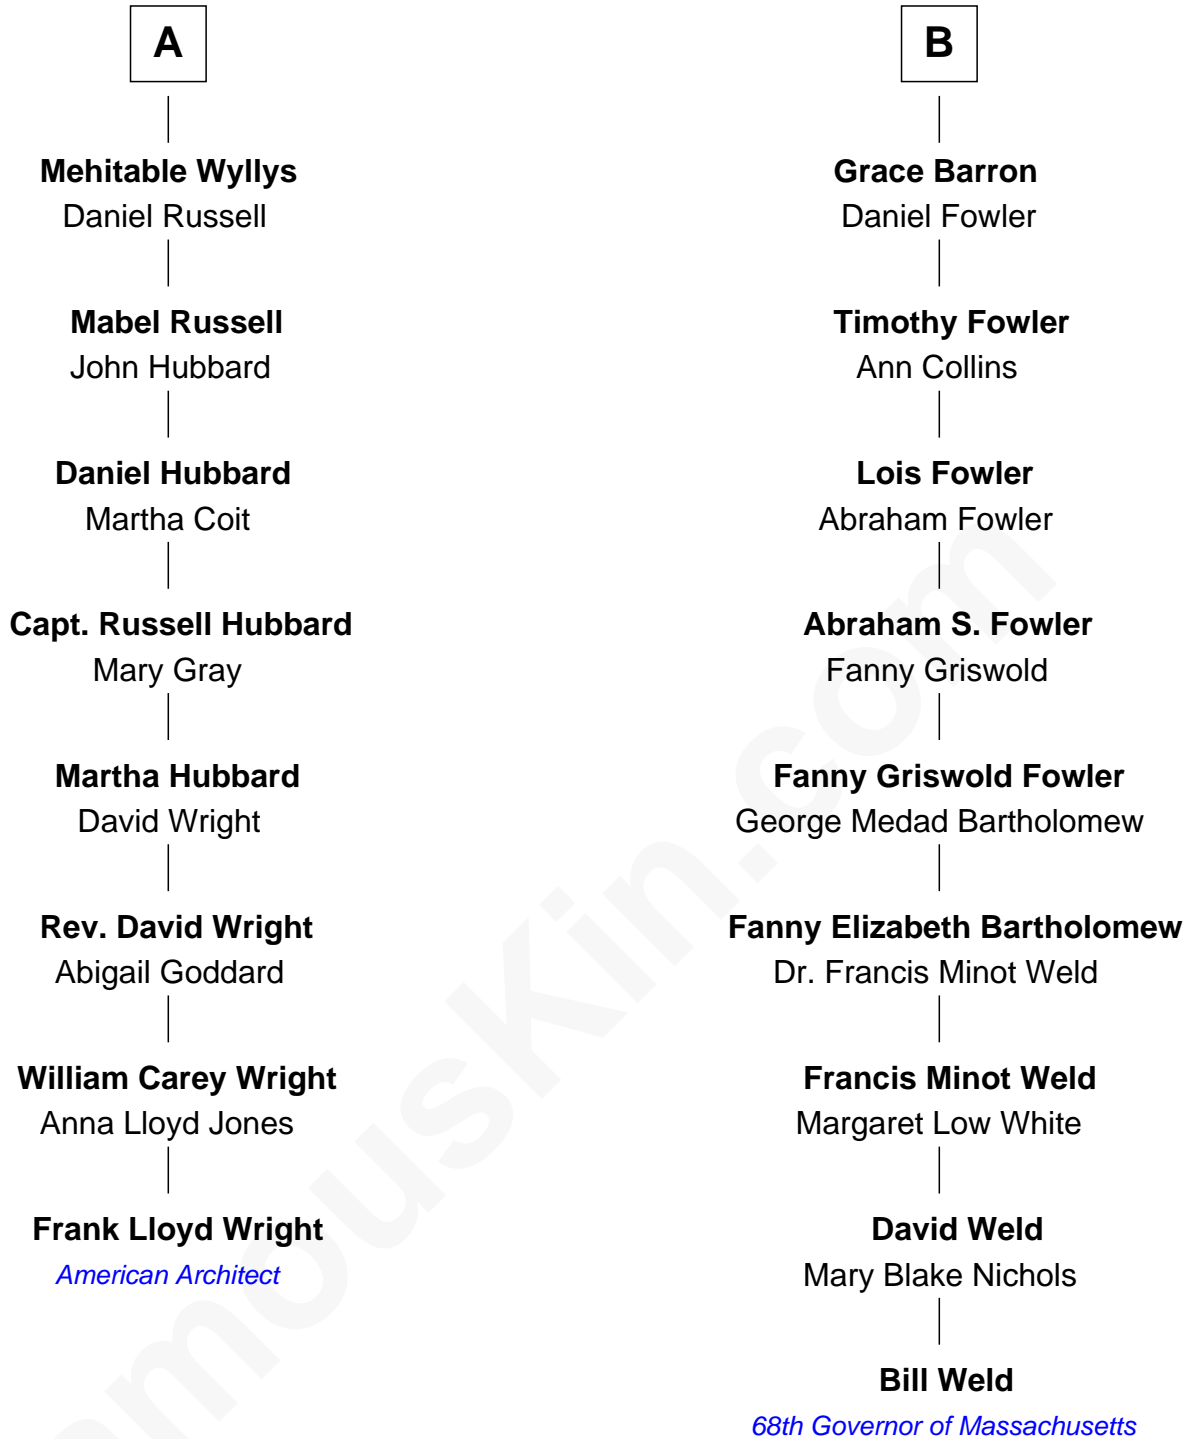 A
Mehitable Wyllys
Daniel Russell
Mabel Russell
John Hubbard
Daniel Hubbard
Martha Coit
Capt. Russell Hubbard
Mary Gray
Martha Hubbard
David Wright
Rev. David Wright
Abigail Goddard
William Carey Wright
Anna Lloyd Jones
Frank Lloyd Wright
American Architect
B
Grace Barron
Daniel Fowler
Timothy Fowler
Ann Collins
Lois Fowler
Abraham Fowler
Abraham S. Fowler
Fanny Griswold
Fanny Griswold Fowler
George Medad Bartholomew
Fanny Elizabeth Bartholomew
Dr. Francis Minot Weld
Francis Minot Weld
Margaret Low White
David Weld
Mary Blake Nichols
Bill Weld
68th Governor of Massachusetts
amouskin.com